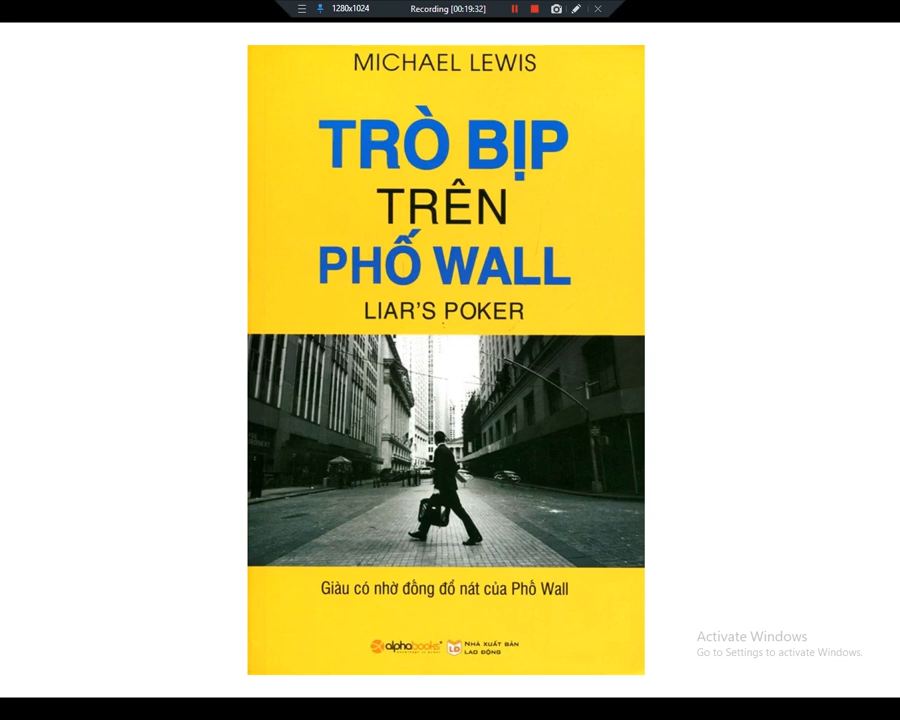 1280x1024 Recording [00:19:32]
MICHAEL LEWIS
TRÒ BỊP
TRÊN
PHỐ WALL
LIAR'S POKER
Giàu có nhờ đống đổ nát của Phố Wall
alphabooks
NHÀ XUẤT BẢN
LAO ĐỘNG
Activate Windows
Go to Settings to activate Windows.